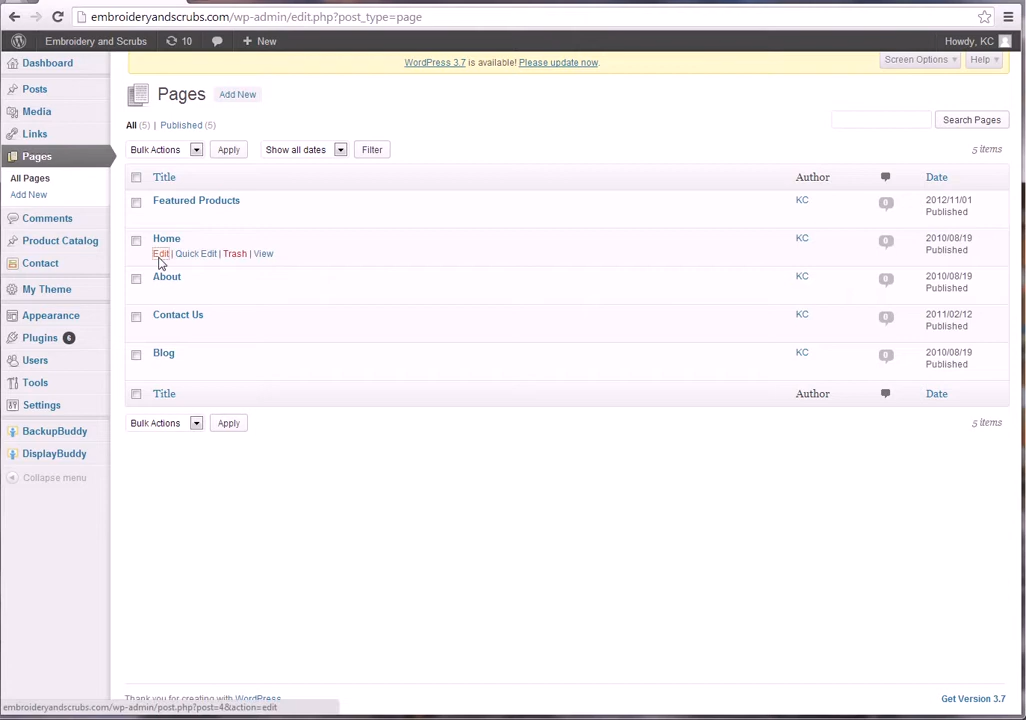 embroideryandscrubs.com/wp-admin/edit.php?post_type=page
Embroidery and Scrubs 10 + New Howdy, KC
WordPress 3.7 is available! Please update now.
Screen Options Help
Dashboard
Posts
Media
Links
Pages
All Pages
Add New
Comments
Product Catalog
Contact
My Theme
Appearance
Plugins 6
Users
Tools
Settings
BackupBuddy
DisplayBuddy
Collapse menu
Pages Add New
All (5) | Published (5)
Search Pages
Bulk Actions Apply Show all dates Filter 5 items
Title Author Date
Featured Products KC 0 2012/11/01
Published
Home KC 0 2010/08/19
Edit | Quick Edit | Trash | View Published
About KC 0 2010/08/19
Published
Contact Us KC 0 2011/02/12
Published
Blog KC 0 2010/08/19
Published
Title Author Date
Bulk Actions Apply 5 items
Thank you for creating with WordPress
Get Version 3.7
embroideryandscrubs.com/wp-admin/post.php?post=4&action=edit